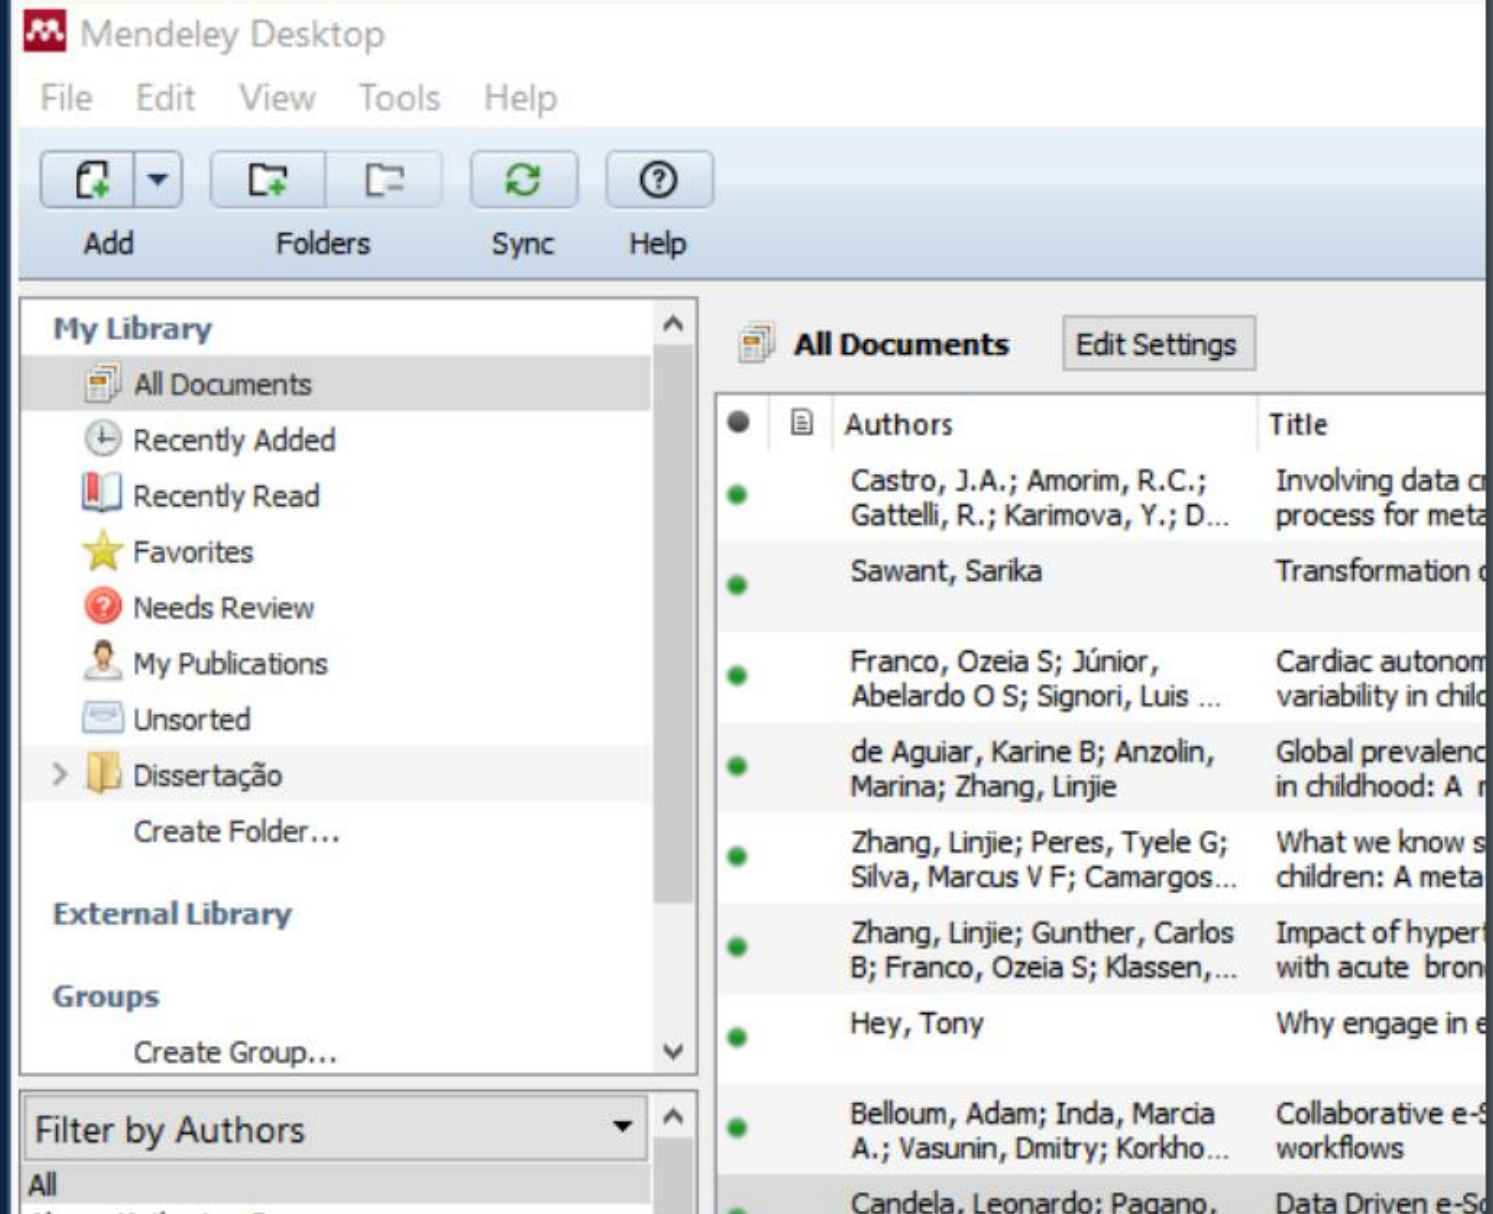 Mendeley Desktop
File Edit View Tools Help
Add Folders Sync Help
My Library
All Documents
Recently Added
Recently Read
Favorites
Needs Review
My Publications
Unsorted
Dissertação
Create Folder...
External Library
Groups
Create Group...
Filter by Authors
All
All Documents Edit Settings
Authors Title
Castro, J.A.; Amorim, R.C.; Involving data
Gattelli, R.; Karimova, Y.; D... process for
Sawant, Sarika Transformation
Franco, Ozeia S; Júnior, Cardiac
Abelardo O S; Signori, Luis ... variability in
de Aguiar, Karine B; Anzolin, Global
Marina; Zhang, Linjie in childhood: A
Zhang, Linjie; Peres, Tyele G; What we know
Silva, Marcus V F; Camargos... children: A
Zhang, Linjie; Gunther, Carlos Impact of
B; Franco, Ozeia S; Klassen,... with acute
Hey, Tony Why engage in
Belloum, Adam; Inda, Marcia Collaborative
A.; Vasunin, Dmitry; Korkho... workflows
Candela, Leonardo; Pagano, Data Driven